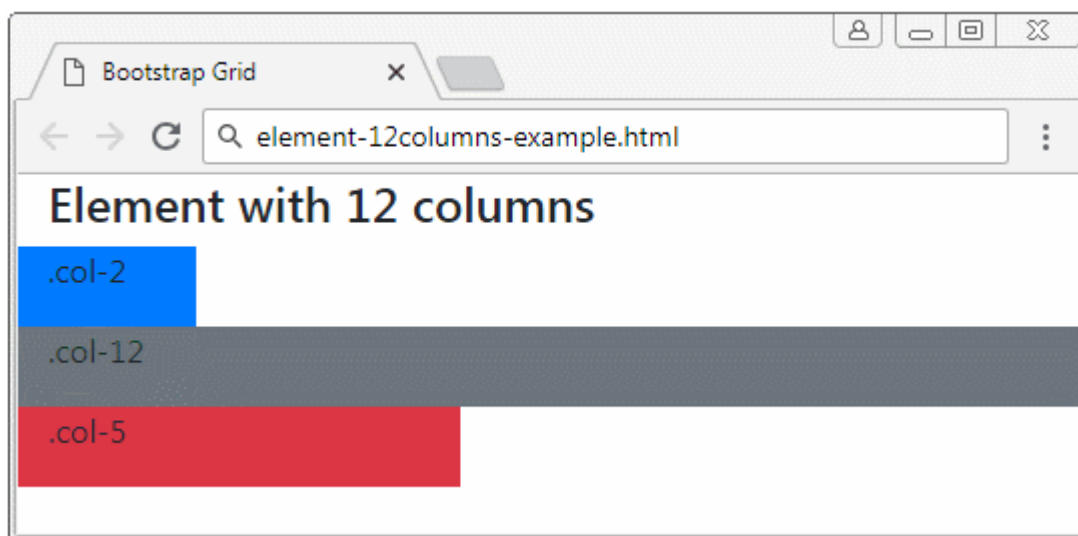 Bootstrap Grid
element-12columns-example.html
Element with 12 columns
.col-2
.col-12
.col-5